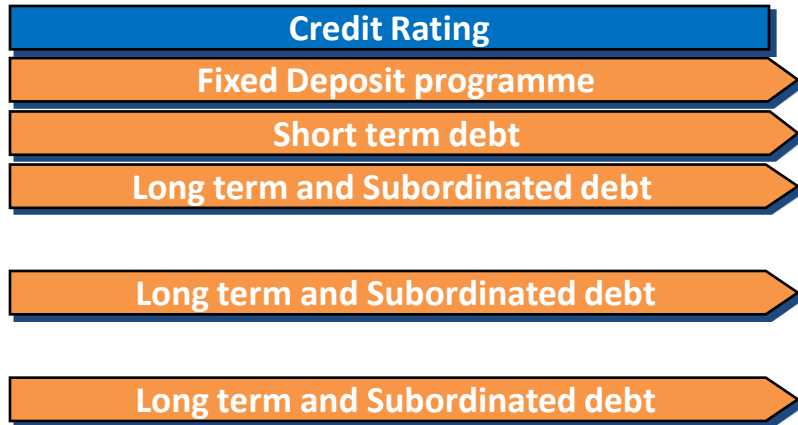 Credit Rating
Fixed Deposit programme
Short term debt
Long term and Subordinated debt
Long term and Subordinated debt
Long term and Subordinated debt